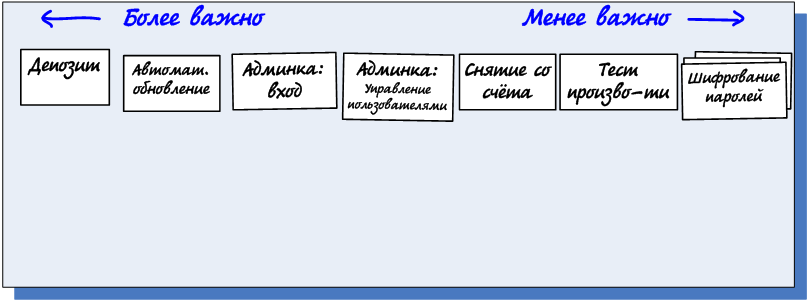 Более важно
Менее важно
Депозит
Автомат.
обновление
Админка:
вход
Админка:
Управление
пользователями
Снятие со
счёта
Тест
произво-ти
Шифрование
паролей